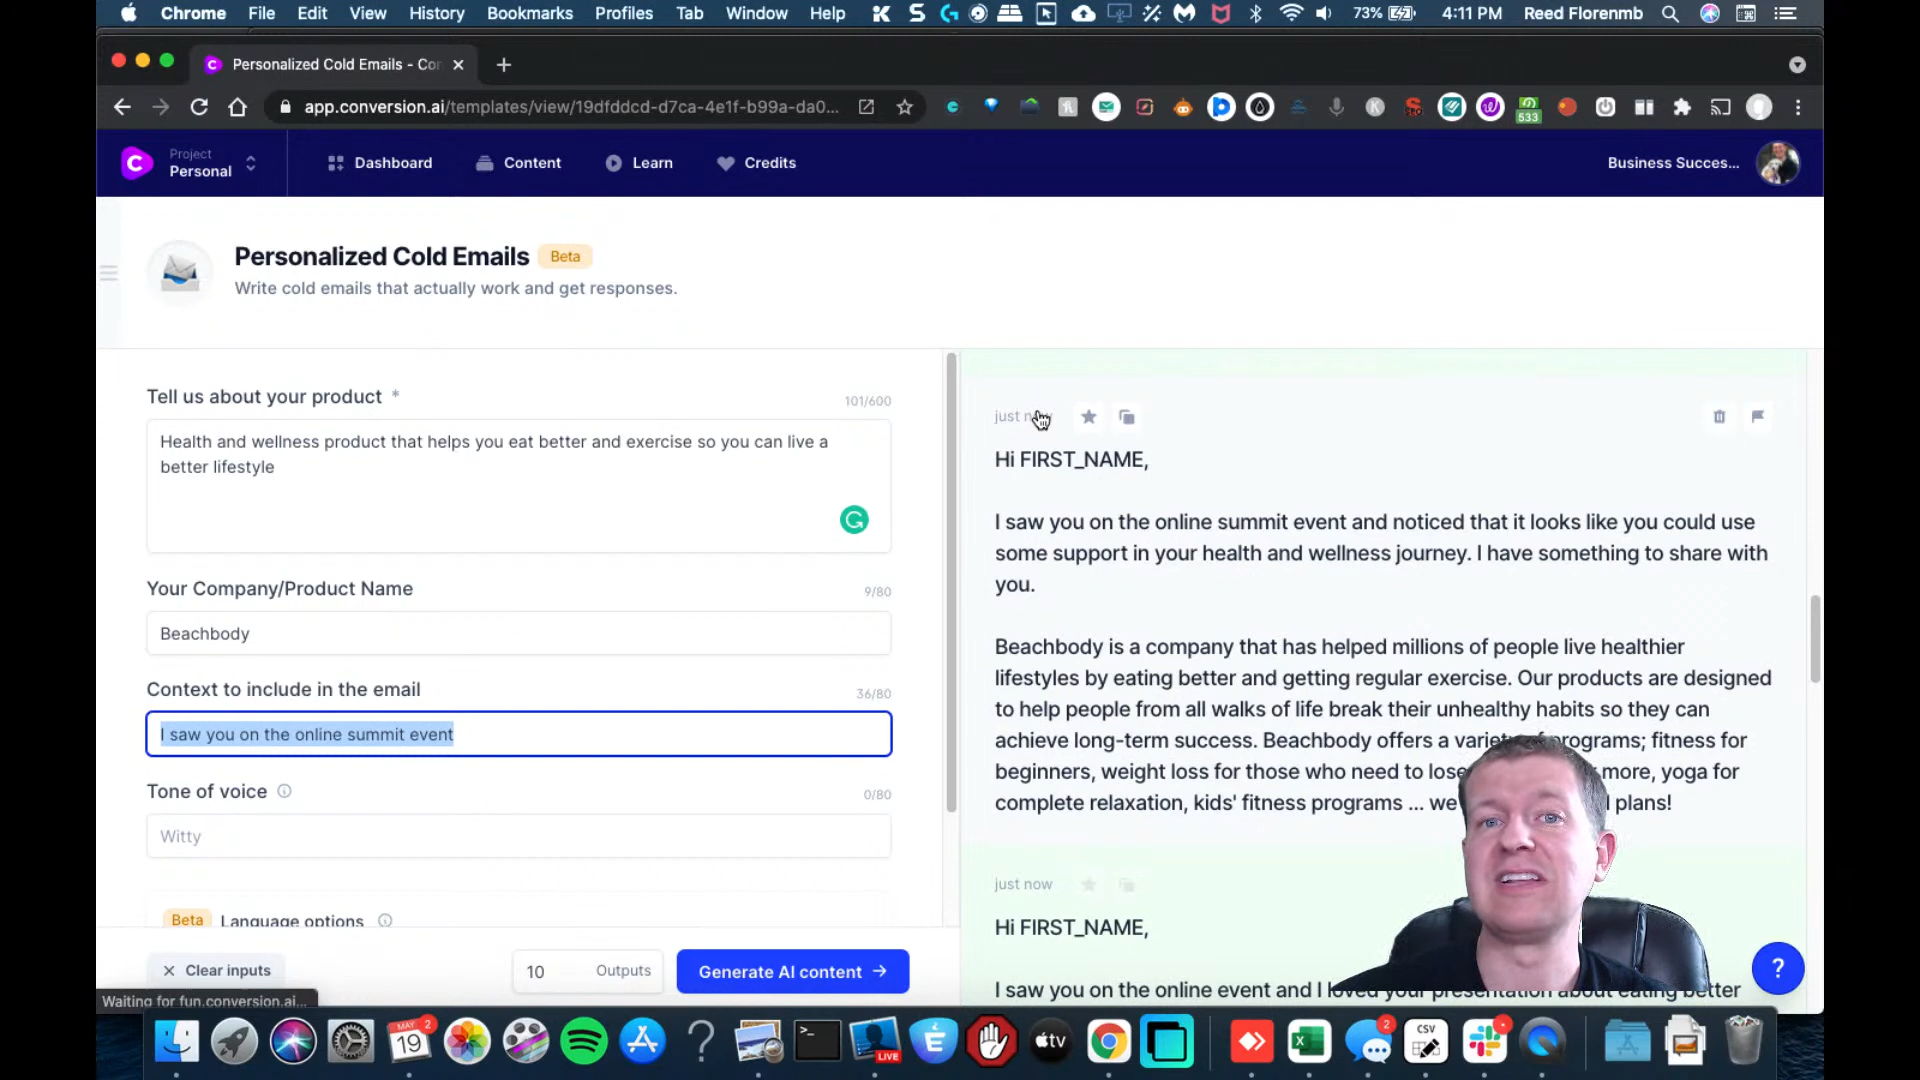 Chrome File Edit View History Bookmarks Profiles Tab Window Help 73% 4:11 PM Reed Florenmb
Personalized Cold Emails - Co
app.conversion.ai/templates/view/19dfddcd-d7ca-4e1f-b99a-da0...
533
C
Project
Personal
Dashboard
Content
Learn
Credits
Business Succes...
Personalized Cold Emails Beta
Write cold emails that actually work and get responses.
Tell us about your product *
101/600
Health and wellness product that helps you eat better and exercise so you can live a
better lifestyle
Your Company/Product Name
9/80
Beachbody
Context to include in the email
36/80
I saw you on the online summit event
Tone of voice
0/80
Witty
Beta Language options
Clear inputs
10 Outputs
Generate AI content
Waiting for fun.conversion.ai...
just
Hi FIRST_NAME,
I saw you on the online summit event and noticed that it looks like you could use
some support in your health and wellness journey. I have something to share with
you.
Beachbody is a company that has helped millions of people live healthier
lifestyles by eating better and getting regular exercise. Our products are designed
to help people from all walks of life break their unhealthy habits so they can
achieve long-term success. Beachbody offers a variety of programs; fitness for
beginners, weight loss for those who need to lose more, yoga for
complete relaxation, kids' fitness programs ... we plans!
just now
Hi FIRST_NAME,
I saw you on the online event and I loved your presentation about eating better
?
MAY
2
19
LIVE
tv
2
CSV